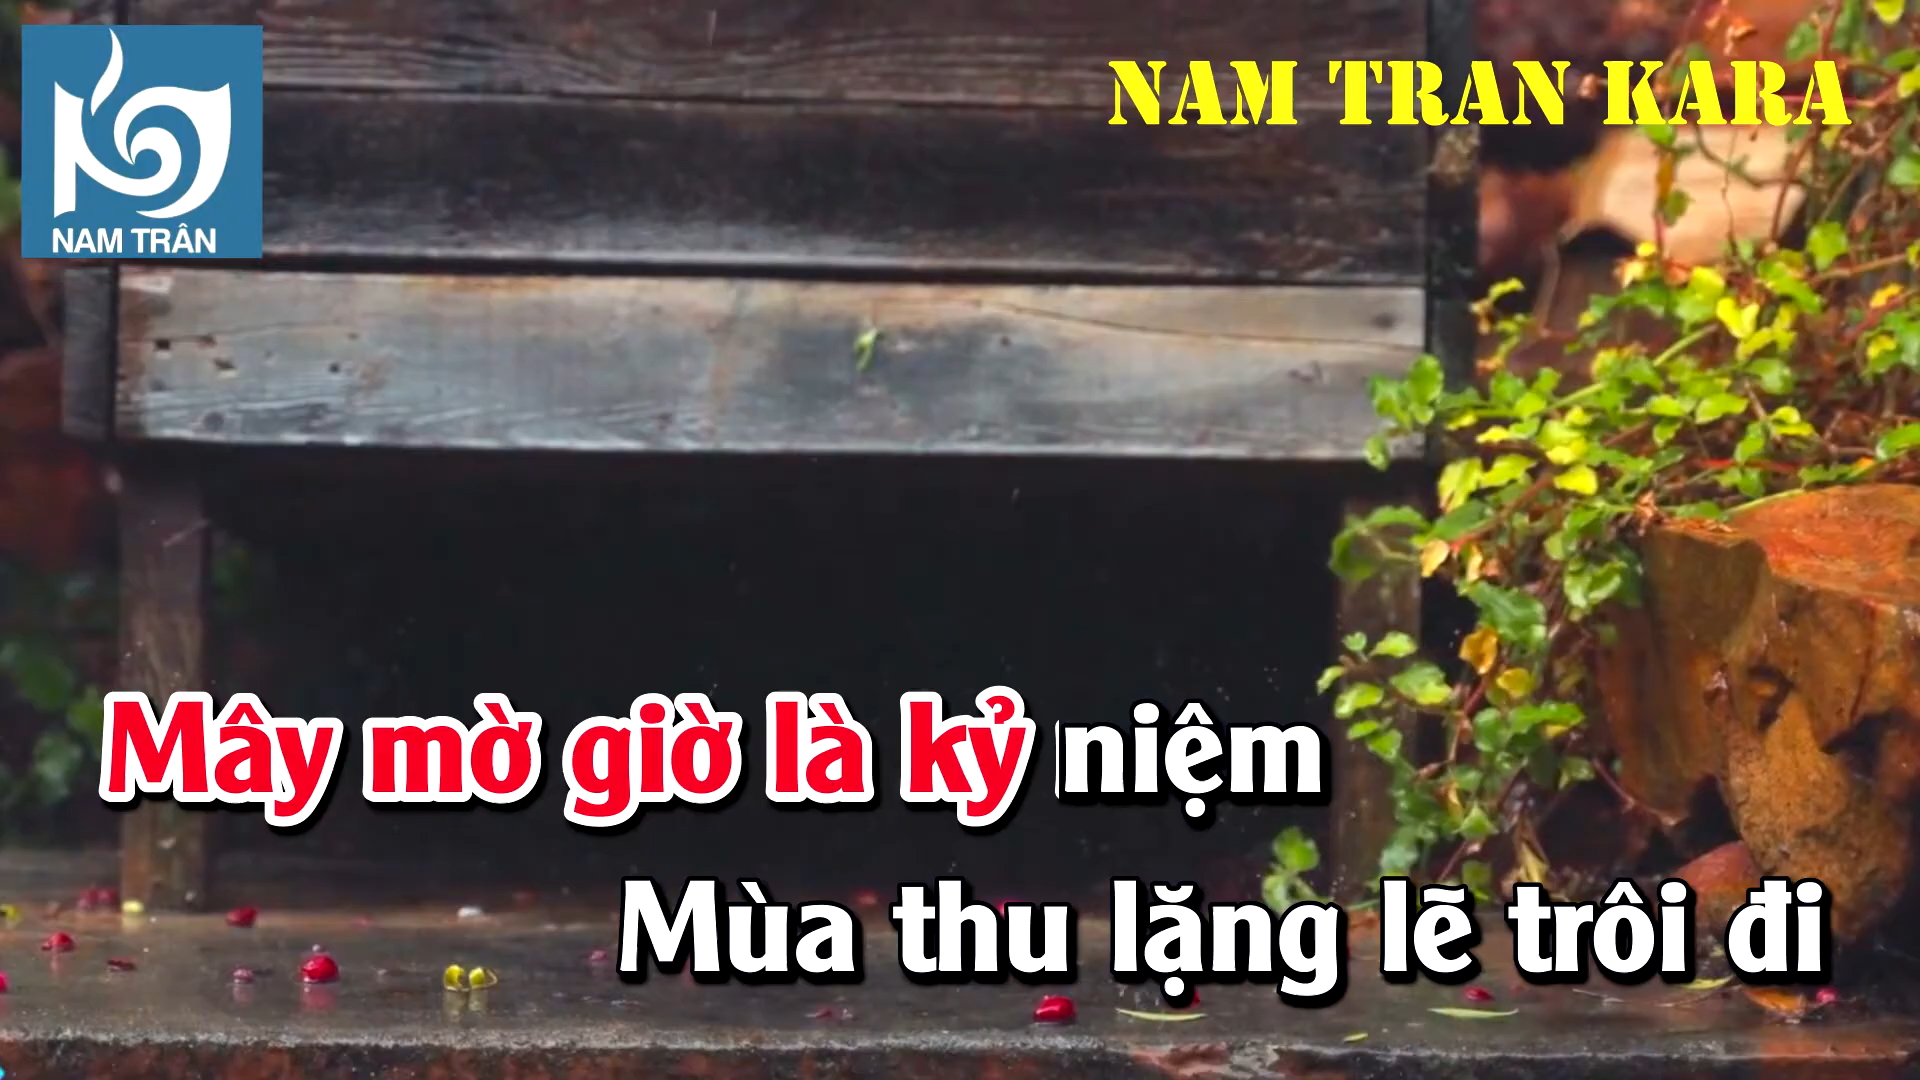 NAM TRAN KARA
NAM TRÂN
Mây mờ giờ là kỷ niệm
Mùa thu lặng lẽ trôi đi